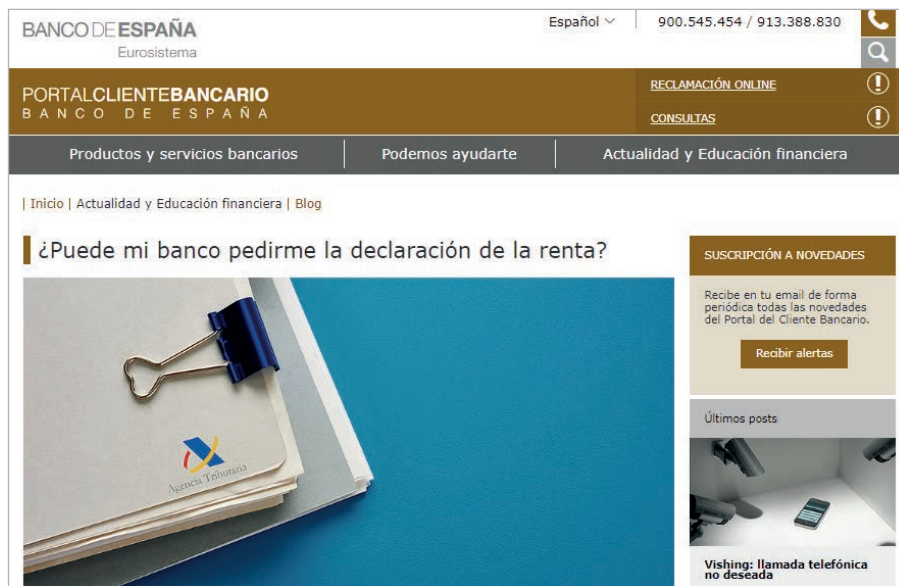 BANCO DE ESPAÑA
Eurosistema
Español
900.545.454 / 913.388.830
PORTALCLIENTEBANCARIO
BANCO DE ESPAÑA
RECLAMACIÓN ONLINE
CONSULTAS
Productos y servicios bancarios
Podemos ayudarte
Actualidad y Educación financiera
| Inicio | Actualidad y Educación financiera | Blog
¿Puede mi banco pedirme la declaración de la renta?
Agencia Tributaria
SUSCRIPCIÓN A NOVEDADES
Recibe en tu email de forma
periódica todas las novedades
del Portal del Cliente Bancario.
Recibir alertas
Últimos posts
Vishing: llamada telefónica
no deseada